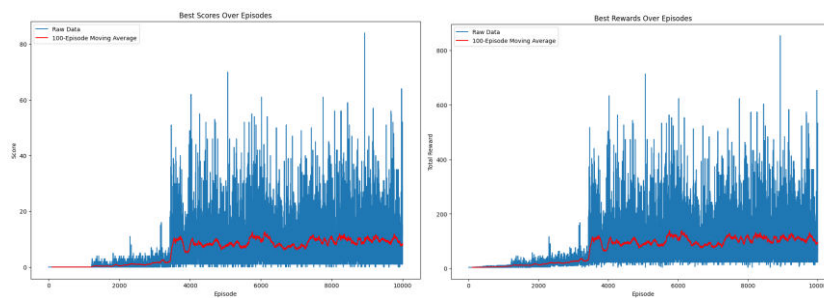 Best Scores Over Episodes
Raw Data
100-Episode Moving Average
Score
80
60
40
20
0
0
2000
4000
6000
8000
10000
Episode
Best Rewards Over Episodes
Raw Data
100-Episode Moving Average
Total Reward
800
600
400
200
0
0
2000
4000
6000
8000
10000
Episode